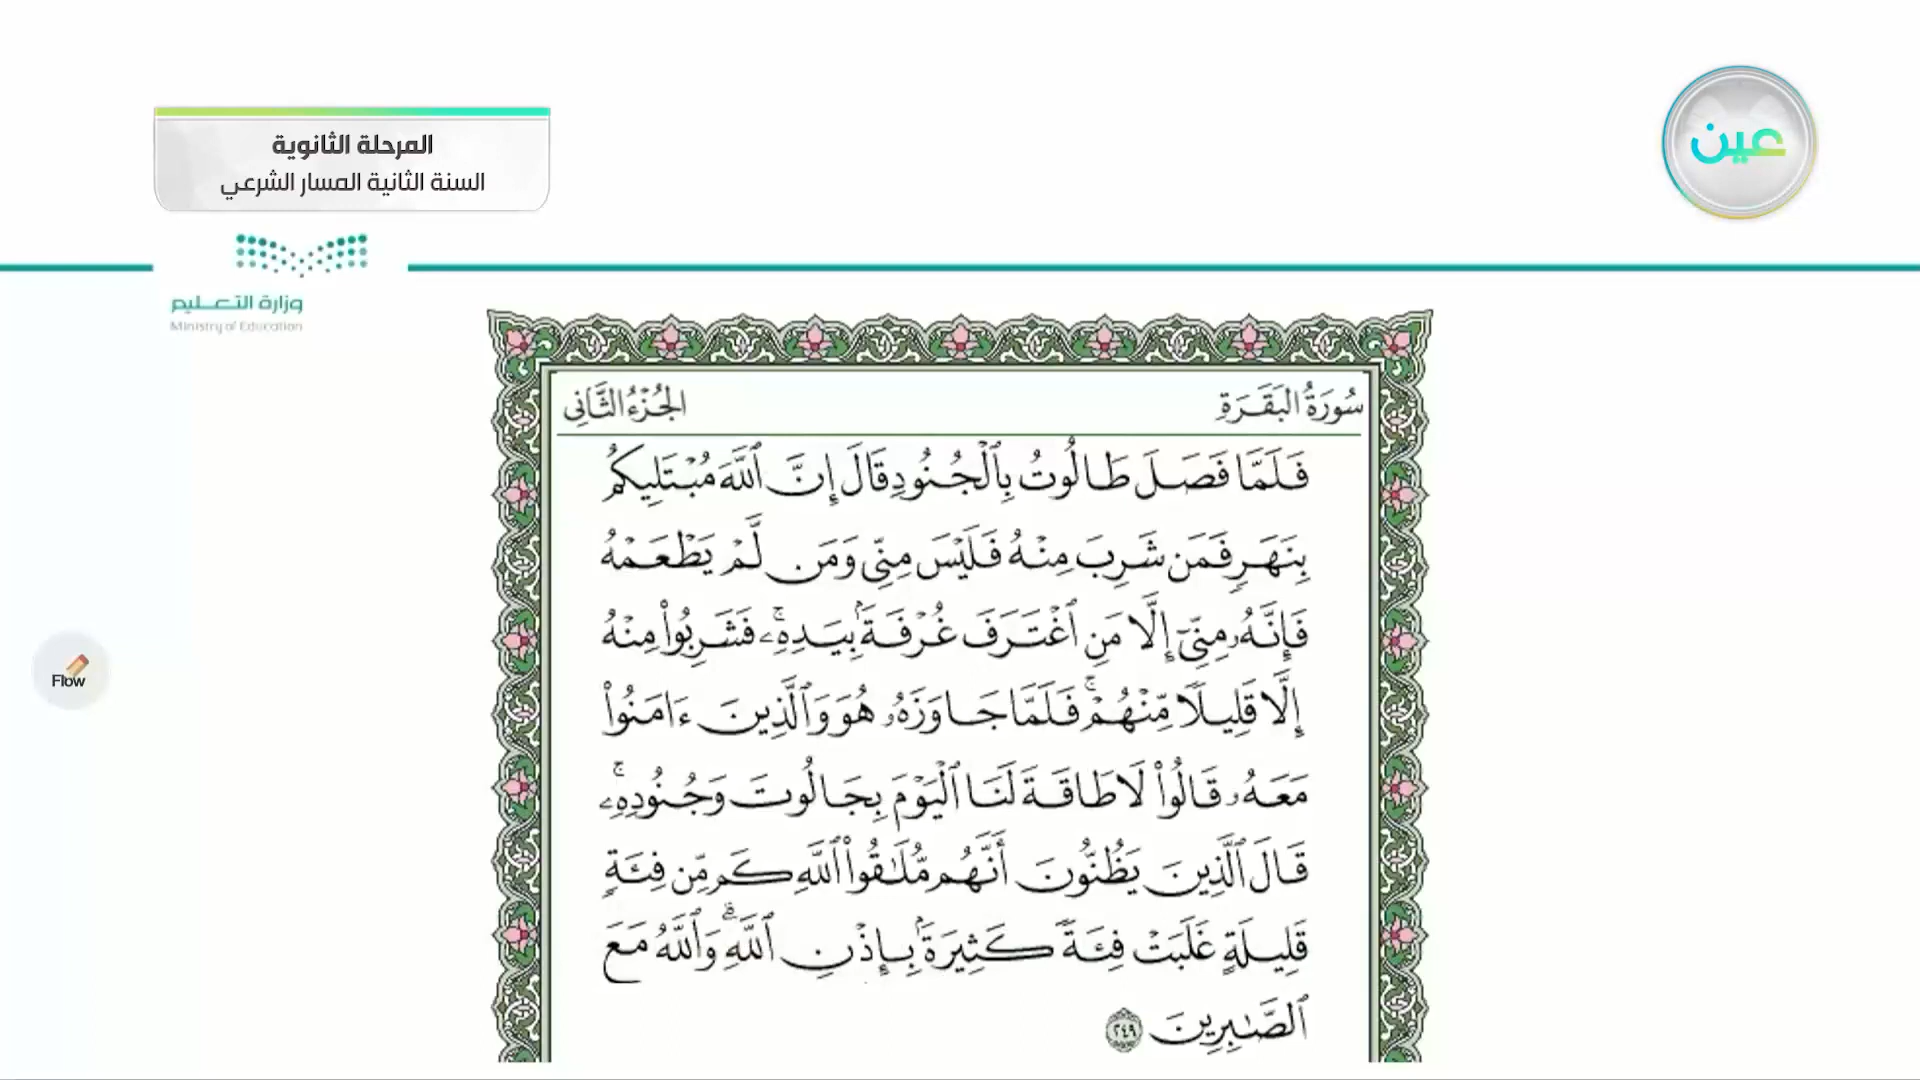 المرحلة الثانوية
السنة الثانية المسار الشرعي
عين
وزارة التعـــليم
Ministry of Education
سُورَةُ البَقَرَةِ
الجُزْءُ الثَّانِى
فَلَمَّا فَصَلَ طَالُوتُ بِٱلْجُنُودِ قَالَ إِنَّ ٱللَّهَ مُبْتَلِيكُم
بِنَهَرٍ فَمَن شَرِبَ مِنْهُ فَلَيْسَ مِنِّى وَمَن لَّمْ يَطْعَمْهُ
فَإِنَّهُۥ مِنِّىٓ إِلَّا مَنِ ٱغْتَرَفَ غُرْفَةًۢ بِيَدِهِۦۚ فَشَرِبُوا۟ مِنْهُ
إِلَّا قَلِيلًا مِّنْهُمْۚ فَلَمَّا جَاوَزَهُۥ هُوَ وَٱلَّذِينَ ءَامَنُوا۟
مَعَهُۥ قَالُوا۟ لَا طَاقَةَ لَنَا ٱلْيَوْمَ بِجَالُوتَ وَجُنُودِهِۦۚ
قَالَ ٱلَّذِينَ يَظُنُّونَ أَنَّهُم مُّلَٰقُوا۟ ٱللَّهِ كَم مِّن فِئَةٍ
قَلِيلَةٍ غَلَبَتْ فِئَةً كَثِيرَةًۢ بِإِذْنِ ٱللَّهِۗ وَٱللَّهُ مَعَ
ٱلصَّٰبِرِينَ ٢٤٩
Flow